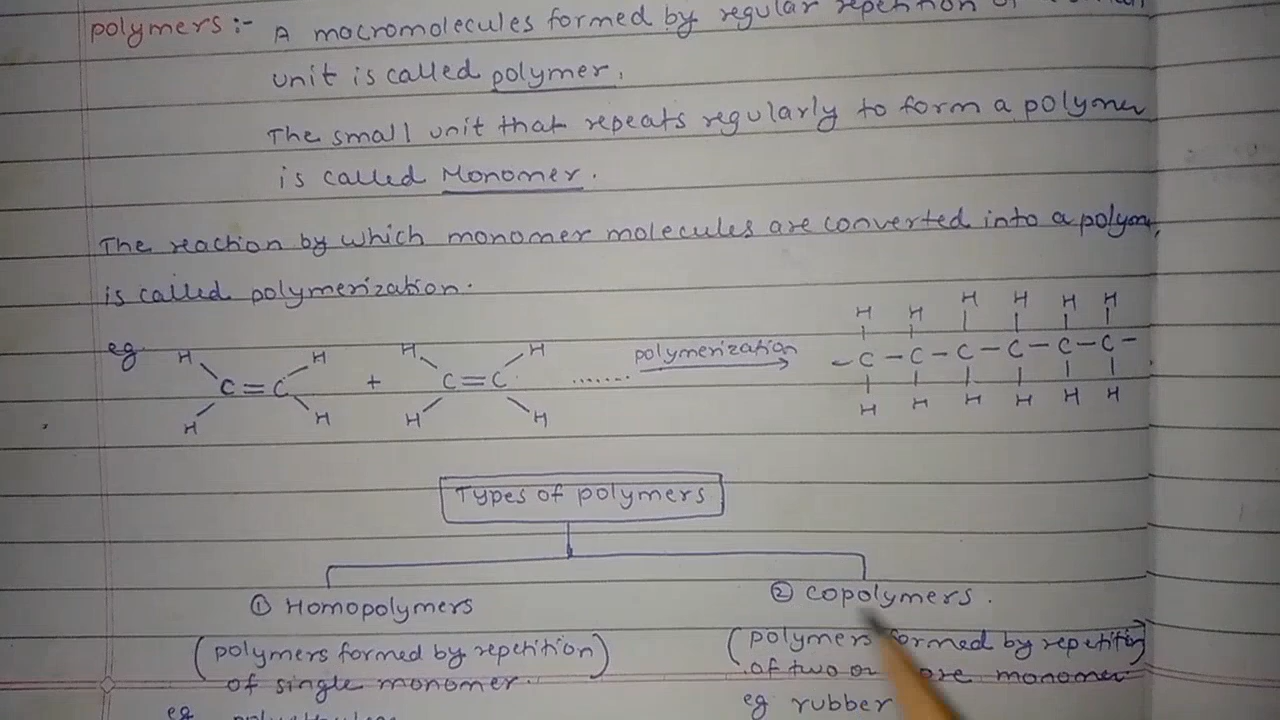 polymers:- A macromolecules formed by regular repetition of
unit is called polymer.
The small unit that repeats regularly to form a polymer
is called Monomer.
The reaction by which monomer molecules are converted into a polym
is called polymerization.
eg
H H H H H H H H H H
C=C + C=C ....... polymerization -C-C-C-C-C-C-
H H H H H H H H H H
Types of polymers
① Homopolymers ② copolymers.
(polymers formed by repetition) (polymers formed by repetition)
of single monomer. of two or more monomer
eg eg rubber